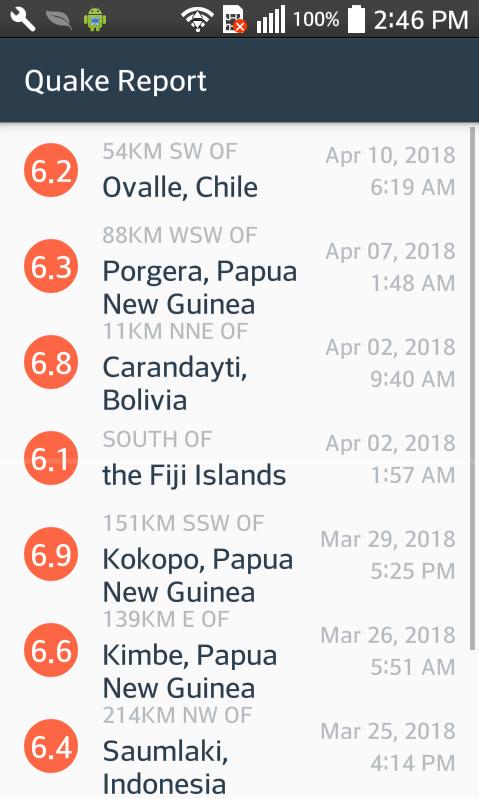 100% 2:46 PM
Quake Report
6.2
54KM SW OF
Ovalle, Chile
Apr 10, 2018
6:19 AM
6.3
88KM WSW OF
Porgera, Papua
New Guinea
Apr 07, 2018
1:48 AM
6.8
11KM NNE OF
Carandayti,
Bolivia
Apr 02, 2018
9:40 AM
6.1
SOUTH OF
the Fiji Islands
Apr 02, 2018
1:57 AM
6.9
151KM SSW OF
Kokopo, Papua
New Guinea
Mar 29, 2018
5:25 PM
6.6
139KM E OF
Kimbe, Papua
New Guinea
Mar 26, 2018
5:51 AM
6.4
214KM NW OF
Saumlaki,
Indonesia
Mar 25, 2018
4:14 PM